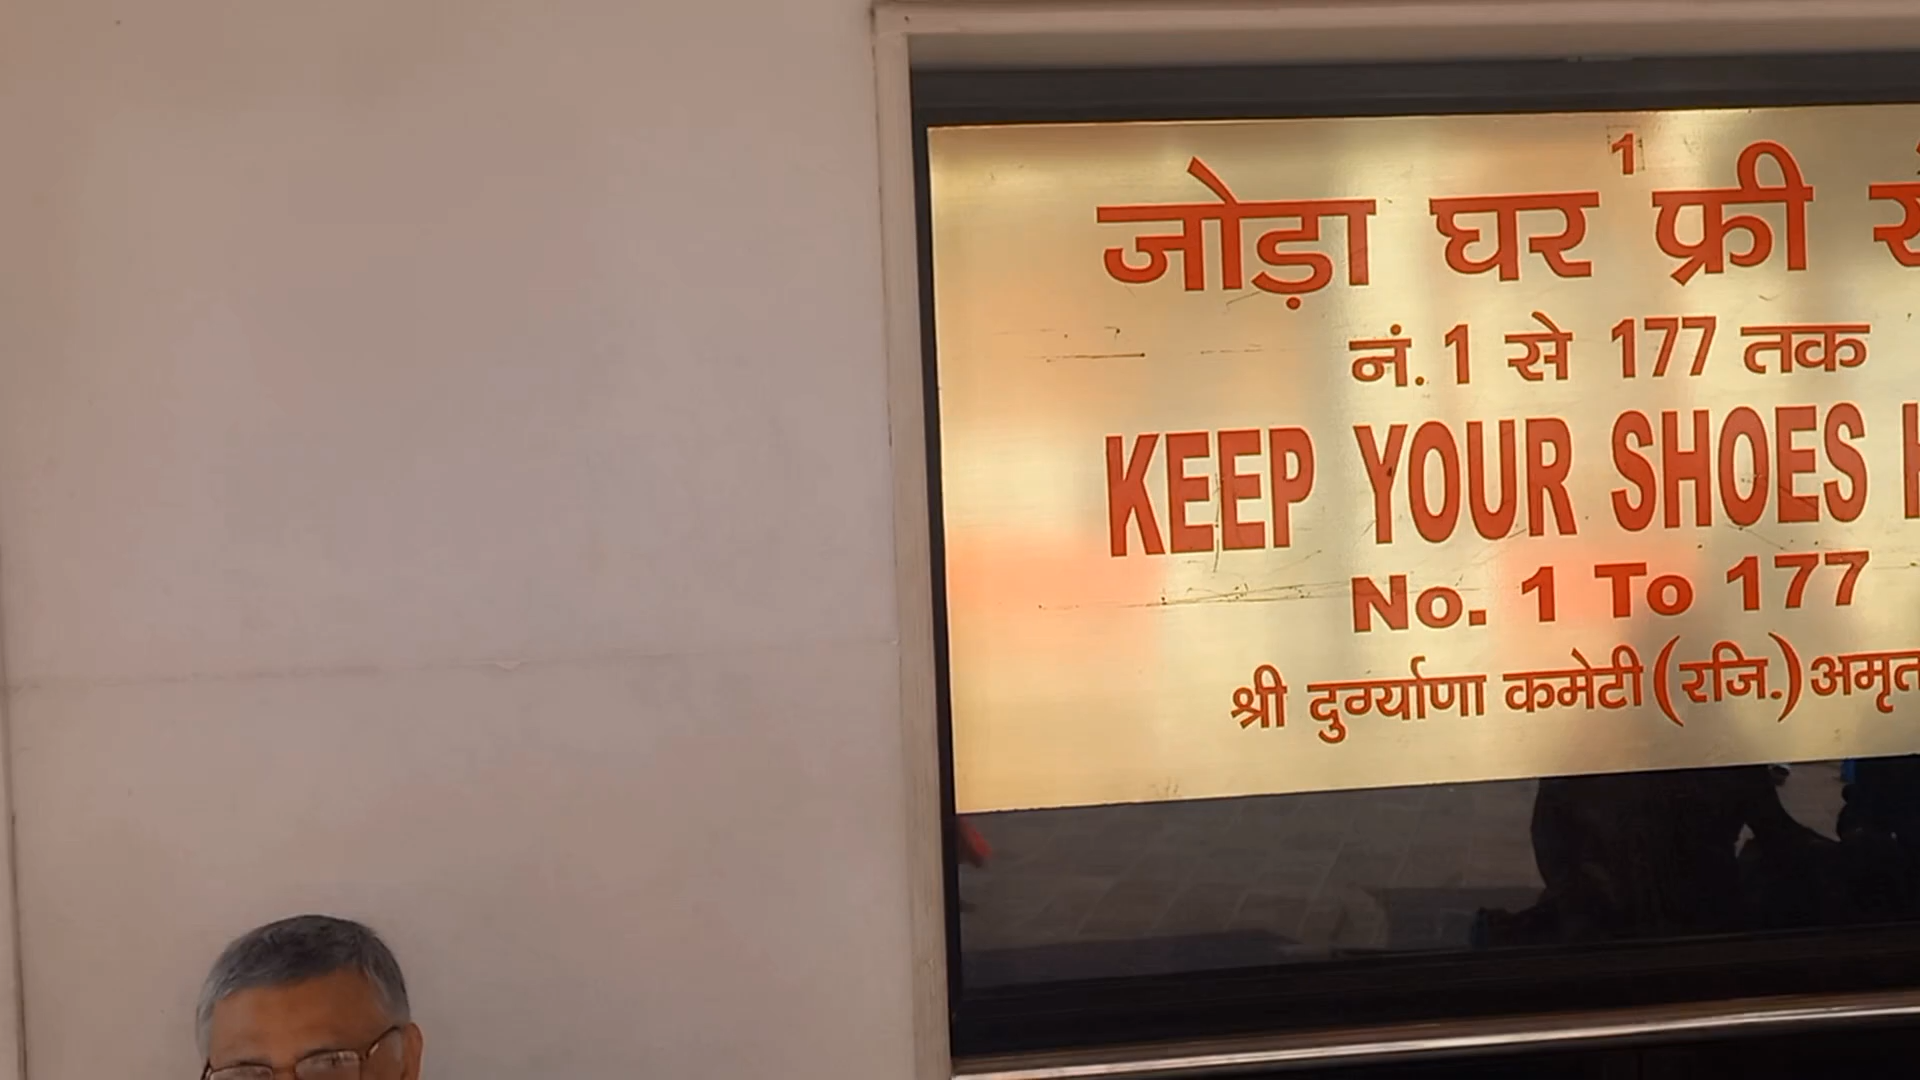 1
जोड़ा घर फ्री
नं. 1 से 177 तक
KEEP YOUR SHOES
No. 1 To 177
श्री दुर्ग्याणा कमेटी (रजि.)